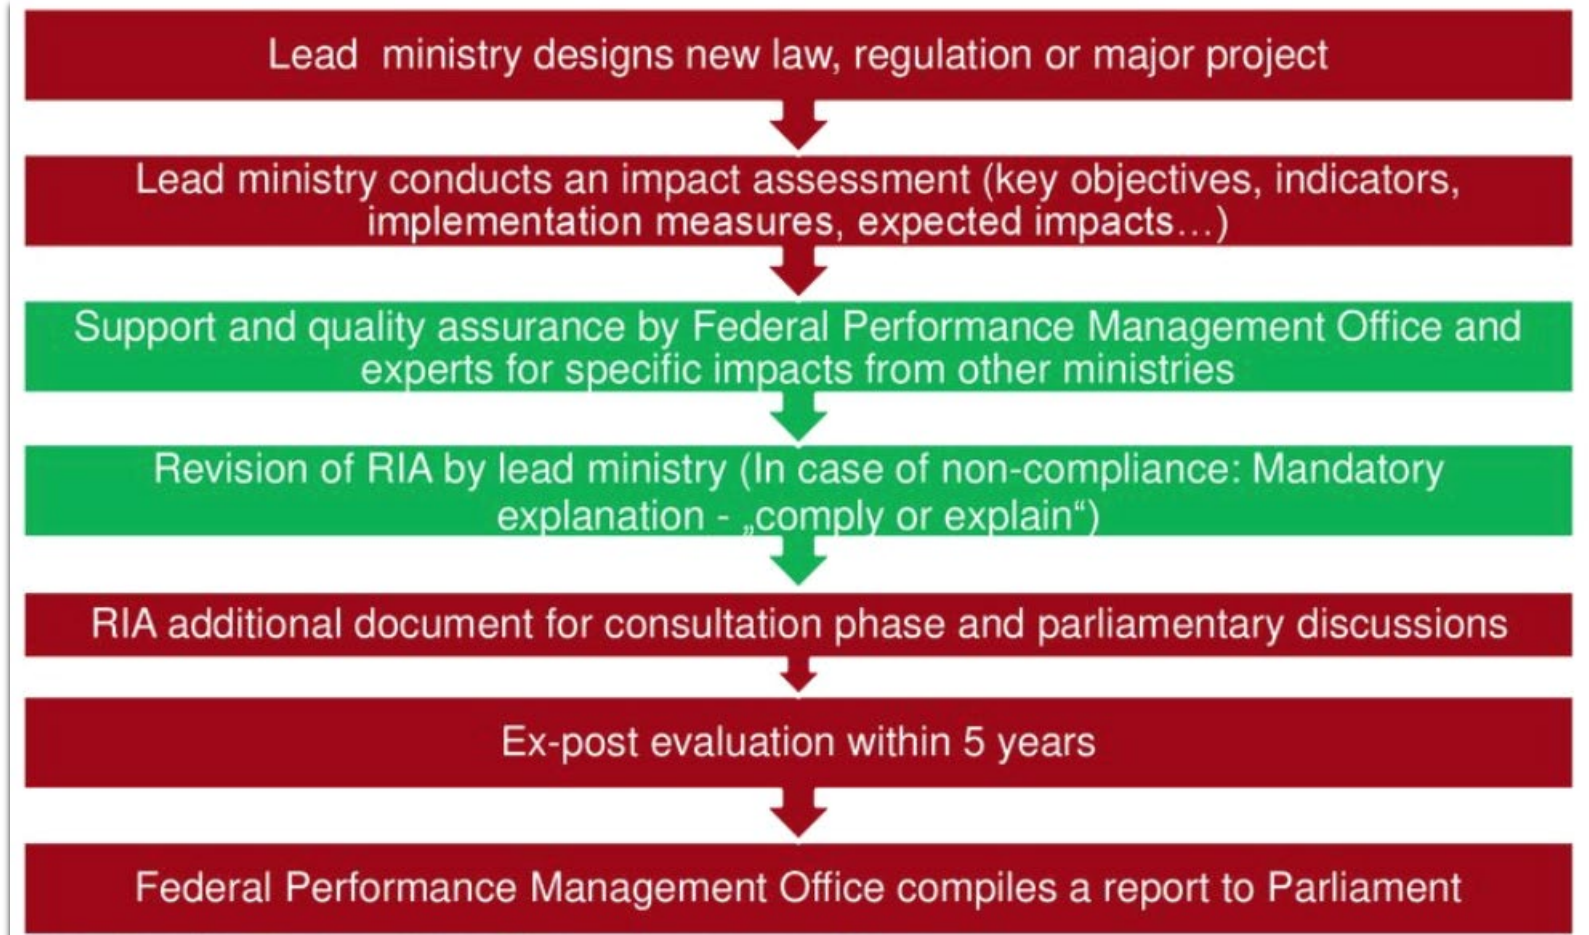 Lead ministry designs new law, regulation or major project
Lead ministry conducts an impact assessment (key objectives, indicators,
implementation measures, expected impacts…)
Support and quality assurance by Federal Performance Management Office and
experts for specific impacts from other ministries
Revision of RIA by lead ministry (In case of non-compliance: Mandatory
explanation - „comply or explain“)
RIA additional document for consultation phase and parliamentary discussions
Ex-post evaluation within 5 years
Federal Performance Management Office compiles a report to Parliament